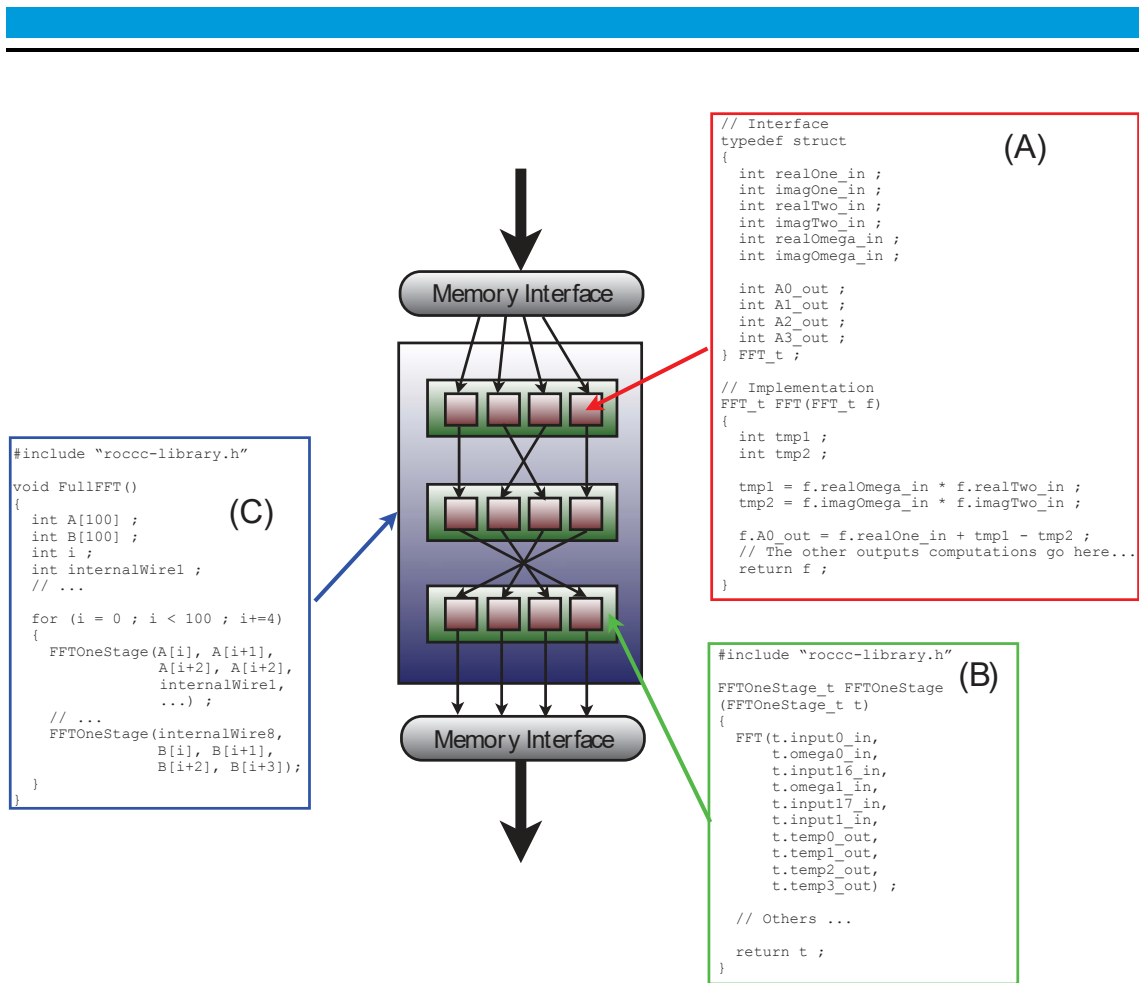 // Interface
typedef struct
{
  int realOne_in ;
  int imagOne_in ;
  int realTwo_in ;
  int imagTwo_in ;
  int realOmega_in ;
  int imagOmega_in ;

  int A0_out ;
  int A1_out ;
  int A2_out ;
  int A3_out ;
} FFT_t ;

// Implementation
FFT_t FFT(FFT_t f)
{
  int tmp1 ;
  int tmp2 ;

  tmp1 = f.realOmega_in * f.realTwo_in ;
  tmp2 = f.imagOmega_in * f.imagTwo_in ;

  f.A0_out = f.realOne_in + tmp1 - tmp2 ;
  // The other outputs computations go here...
  return f ;
}
(A)
Memory Interface
Memory Interface
#include “roccc-library.h”

void FullFFT()
{
  int A[100] ;
  int B[100] ;
  int i ;
  int internalWire1 ;
  // ...

  for (i = 0 ; i < 100 ; i+=4)
  {
    FFTOneStage(A[i], A[i+1],
                A[i+2], A[i+2],
                internalWire1,
                ...) ;
    // ...
    FFTOneStage(internalWire8,
                B[i], B[i+1],
                B[i+2], B[i+3]);
  }
}
(C)
#include “roccc-library.h”

FFTOneStage_t FFTOneStage
(FFTOneStage_t t)
{
  FFT(t.input0_in,
      t.omega0_in,
      t.input16_in,
      t.omega1_in,
      t.input17_in,
      t.input1_in,
      t.temp0_out,
      t.temp1_out,
      t.temp2_out,
      t.temp3_out) ;

  // Others ...

  return t ;
}
(B)